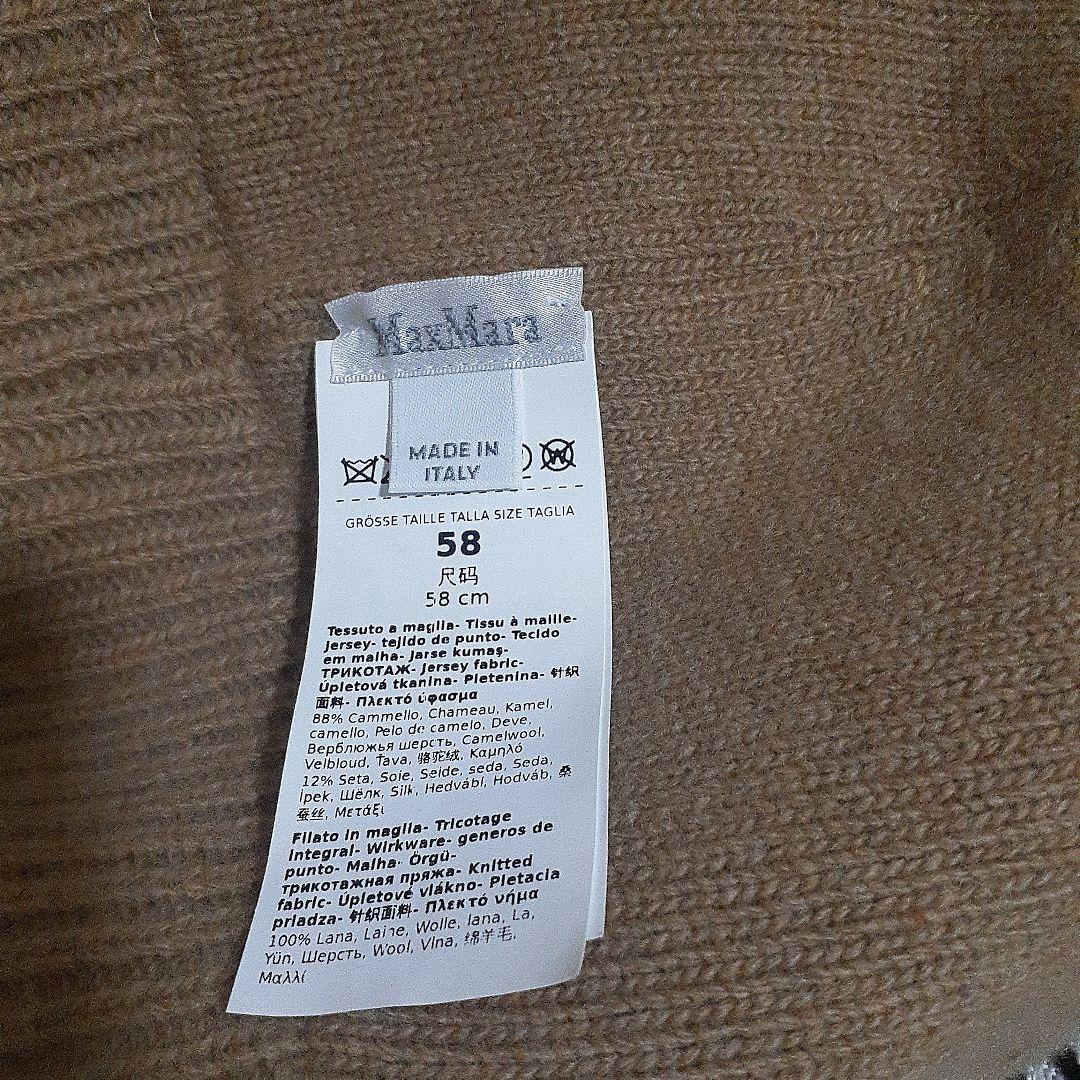 MaxMara
MADE IN
ITALY
W
GRÖSSE TAILLE TALLA SIZE TAGLIA
58
尺码
58 cm
Tessuto a maglia- Tissu à maille-
Jersey- tejido de punto- Tecido
em malha- Jarse kumaş-
ТРИКОТАЖ- Jersey fabric-
Úpletová tkanina- Pletenina- 针织
面料- Πλεκτό ύφασμα
88% Cammello, Chameau, Kamel,
camello, Pelo de camelo, Deve,
Верблюжья шерсть, Camelwool,
Velbloud, Ťava, 骆驼绒, Καμηλό
12% Seta, Soie, Seide, seda, Seda,
İpek, Шёлк, Silk, Hedvábí, Hodváb, 桑
蚕丝, Μετάξι
Filato in maglia- Tricotage
integral- Wirkware- generos de
punto- Malha- Örgü-
трикотажная пряжа- Knitted
fabric- Úpletové vlákno- Pletacia
priadza- 针织面料- Πλεκτό νήμα
100% Lana, Laine, Wolle, lana, La,
Yün, Шерсть, Wool, Vlna, 绵羊毛,
Μαλλί